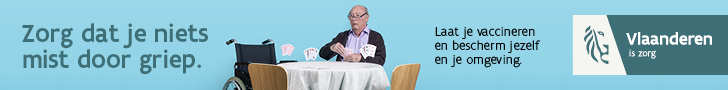 Zorg dat je niets
mist door griep.
Laat je vaccineren
en bescherm jezelf
en je omgeving.
Vlaanderen
is zorg